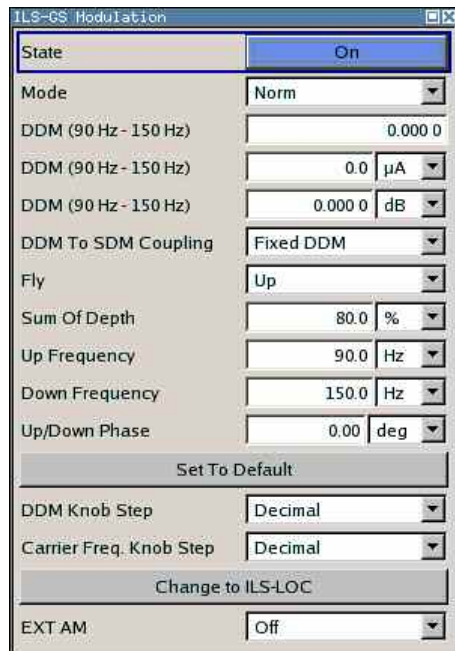 ILS-GS Modulation
State On
Mode Norm
DDM (90 Hz - 150 Hz) 0.000 0
DDM (90 Hz - 150 Hz) 0.0 µA
DDM (90 Hz - 150 Hz) 0.000 0 dB
DDM To SDM Coupling Fixed DDM
Fly Up
Sum Of Depth 80.0 %
Up Frequency 90.0 Hz
Down Frequency 150.0 Hz
Up/Down Phase 0.00 deg
Set To Default
DDM Knob Step Decimal
Carrier Freq. Knob Step Decimal
Change to ILS-LOC
EXT AM Off